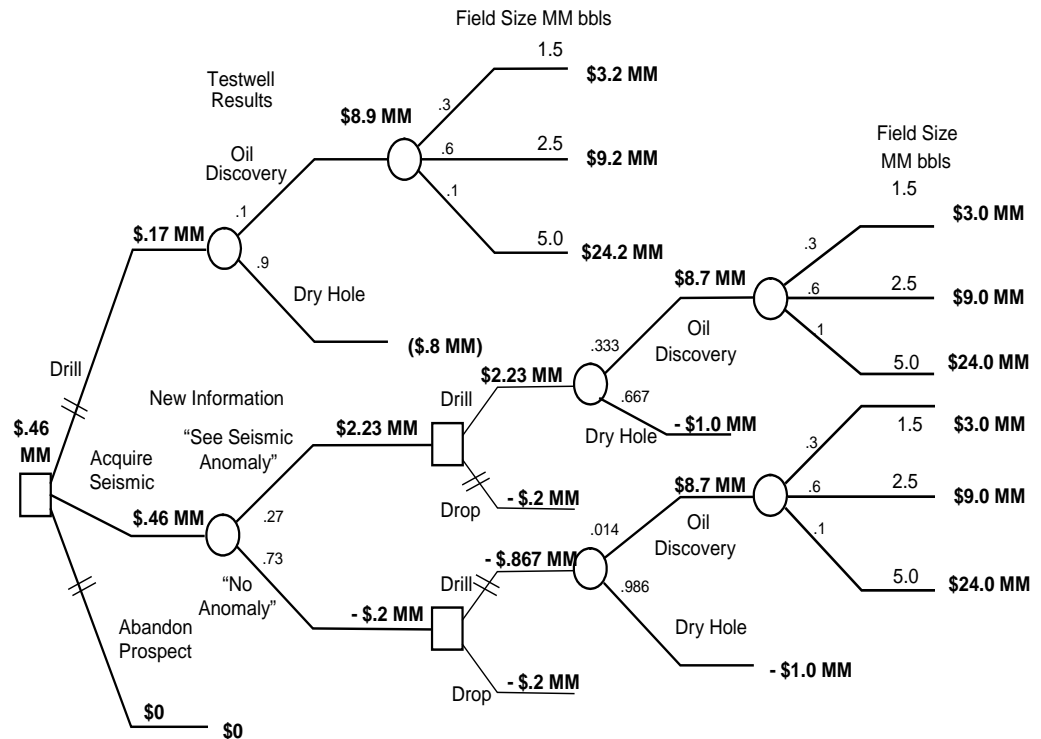 Field Size MM bbls
1.5
$3.2 MM
Testwell
Results
$8.9 MM
.3
.6
2.5
$9.2 MM
.1
5.0
$24.2 MM
Oil
Discovery
.1
$.17 MM
.9
Dry Hole
($.8 MM)
Drill
Field Size
MM bbls
1.5
$3.0 MM
.3
$8.7 MM
.6
2.5
$9.0 MM
.1
5.0
$24.0 MM
Oil
Discovery
.333
$2.23 MM
.667
Dry Hole
- $1.0 MM
New Information
Drill
$2.23 MM
“See Seismic
Anomaly”
Drop
- $.2 MM
$.46
MM
Acquire
Seismic
$.46 MM
.27
.73
“No
Anomaly”
- $.2 MM
Drill
- $.867 MM
Drop
- $.2 MM
.014
.986
Oil
Discovery
$8.7 MM
.3
1.5
$3.0 MM
.6
2.5
$9.0 MM
.1
5.0
$24.0 MM
Dry Hole
- $1.0 MM
Abandon
Prospect
$0
$0